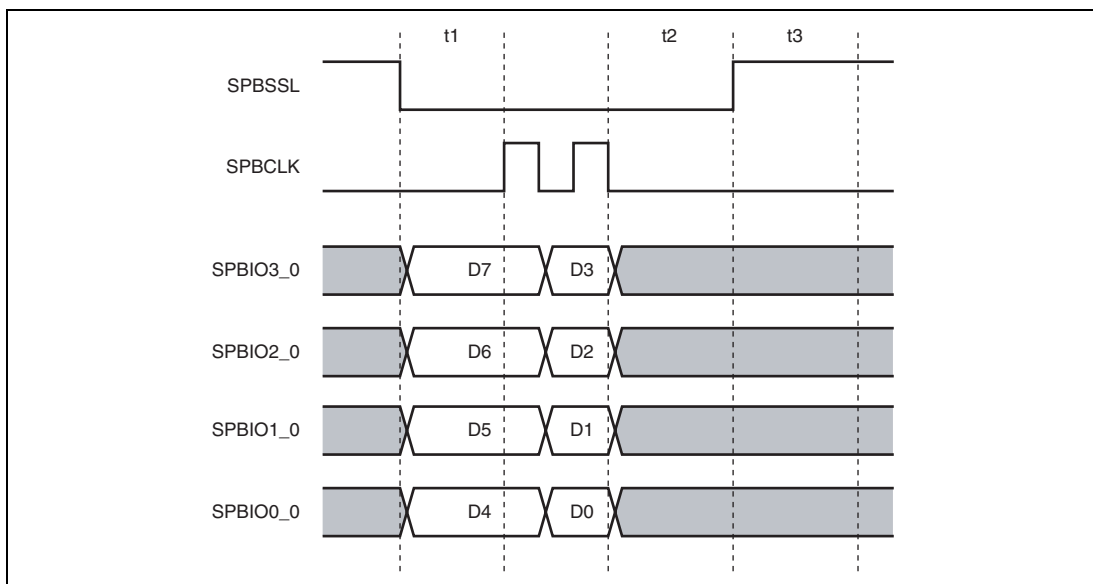 t1 t2 t3
SPBSSL
SPBCLK
SPBIO3_0 D7 D3
SPBIO2_0 D6 D2
SPBIO1_0 D5 D1
SPBIO0_0 D4 D0